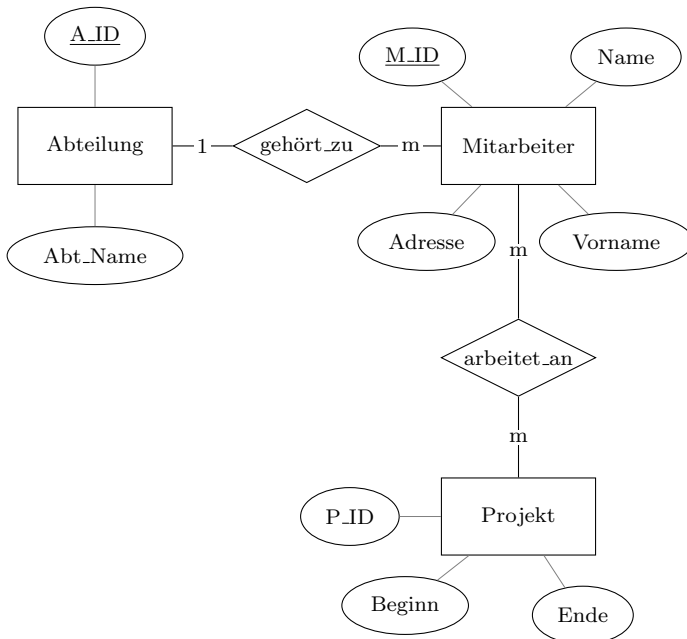 A_ID
M_ID
Name
Abteilung
1
gehört_zu
m
Mitarbeiter
Abt_Name
Adresse
Vorname
m
arbeitet_an
m
P_ID
Projekt
Beginn
Ende